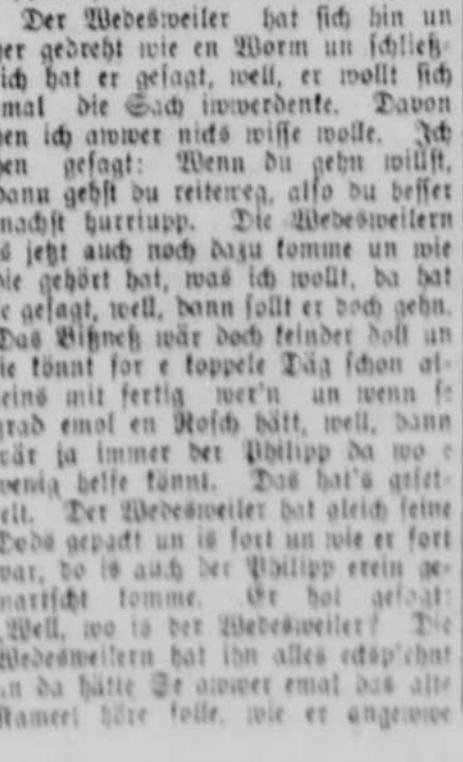 Der Wedesweiler hat sich hin un
her gedreht wie en Worm un schließ-
lich hat er gesagt, well, er wollt sich
mal die Sach iwwerdenke. Davon
hen ich awwer nicks wisse wolle. Ich
hen gesagt: Wenn du gehn willst,
dann gehst du reiteweg, also du besser
machst hurriupp. Die Wedesweilern
is jetzt auch noch dazu komme un wie
die gehört hat, was ich wollt, da hat
se gesagt, well, dann sollt er doch gehn.
Das Bißneß wär doch keinder doll un
sie könnt for e koppele Däg schon al-
leins mit fertig wer'n un wenn se
grad emol en Rosch hätt, well, dann
wär ja immer der Philipp da wo e
wenig helfe könnt. Das hat's geset-
telt. Der Wedesweiler hat gleich seine
Dods gepackt un is fort un wie er fort
war, do is auch der Philipp erein ge-
martscht komme. Er hot gesagt:
„Well, wo is der Wedesweiler? Die
Wedesweilern hat ihn alles eckspl'ehnt
un da hätte Se awwer emal das alte
Kameel höre solle, wie er angewwe